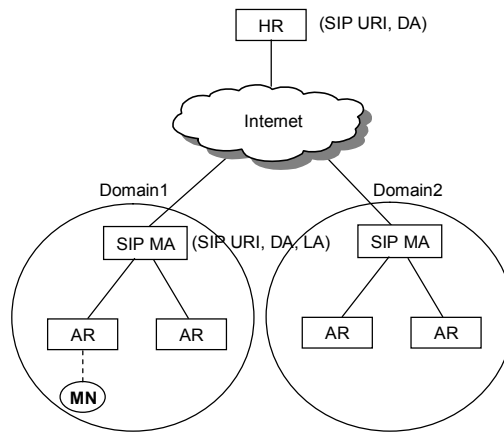 HR (SIP URI, DA)
Internet
Domain1 Domain2
SIP MA (SIP URI, DA, LA) SIP MA
AR AR AR AR
MN